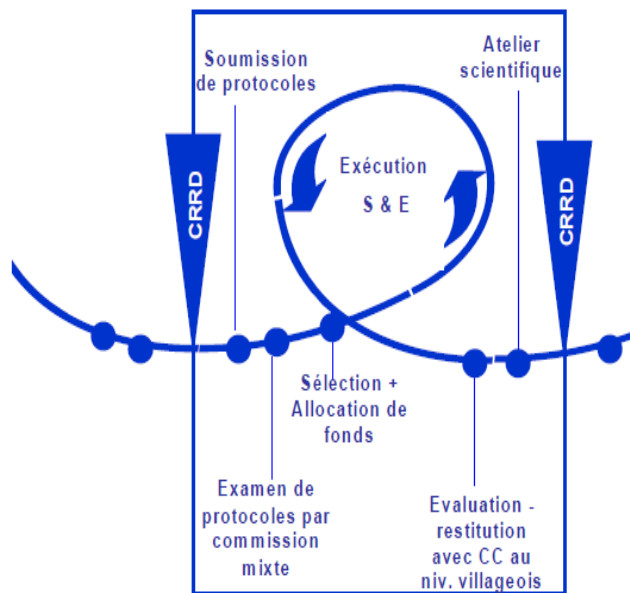 Soumission
de protocoles
Atelier
scientifique
CRRD
Exécution
S & E
CRRD
Sélection +
Allocation de
fonds
Examen de
protocoles par
commission
mixte
Evaluation -
restitution
avec CC au
niv. villageois